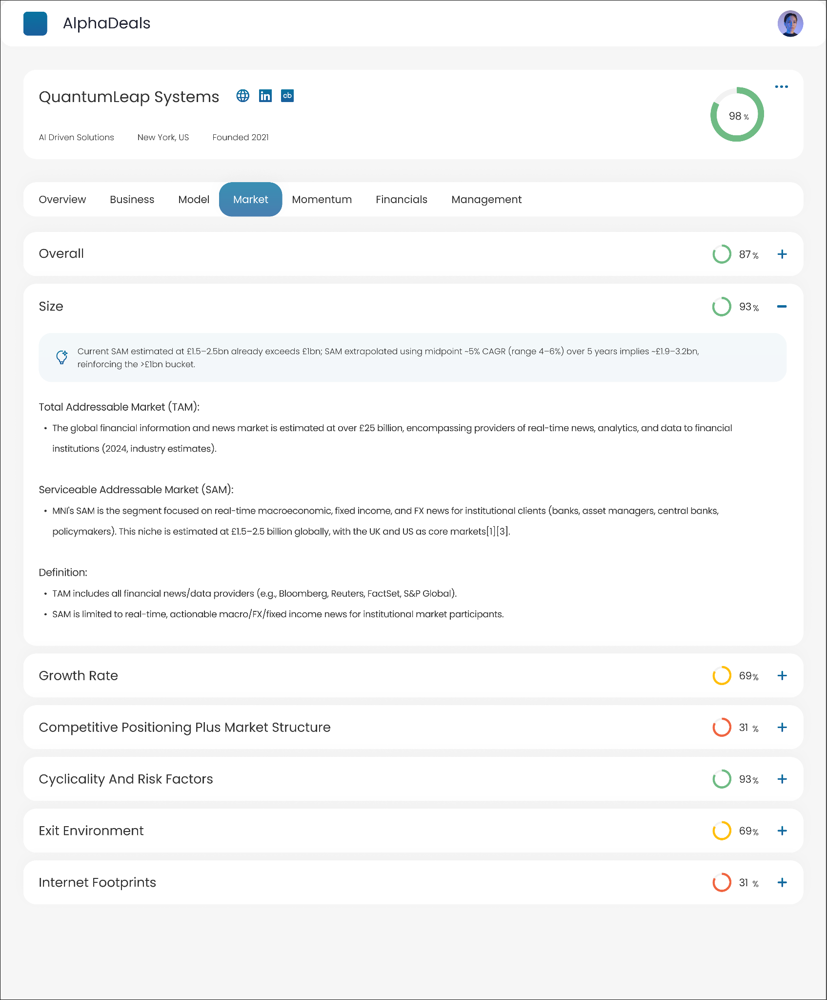 AlphaDeals
QuantumLeap Systems
in
cb
98 %
AI Driven Solutions
New York, US
Founded 2021
Overview
Business
Model
Market
Momentum
Financials
Management
Overall
87 %
Size
93 %
Current SAM estimated at £1.5–2.5bn already exceeds £1bn; SAM extrapolated using midpoint ~5% CAGR (range 4–6%) over 5 years implies ~£1.9–3.2bn,
reinforcing the >£1bn bucket.
Total Addressable Market (TAM):
• The global financial information and news market is estimated at over £25 billion, encompassing providers of real-time news, analytics, and data to financial
institutions (2024, industry estimates).
Serviceable Addressable Market (SAM):
• MNI's SAM is the segment focused on real-time macroeconomic, fixed income, and FX news for institutional clients (banks, asset managers, central banks,
policymakers). This niche is estimated at £1.5–2.5 billion globally, with the UK and US as core markets[1][3].
Definition:
• TAM includes all financial news/data providers (e.g., Bloomberg, Reuters, FactSet, S&P Global).
• SAM is limited to real-time, actionable macro/FX/fixed income news for institutional market participants.
Growth Rate
69 %
Competitive Positioning Plus Market Structure
31 %
Cyclicality And Risk Factors
93 %
Exit Environment
69 %
Internet Footprints
31 %